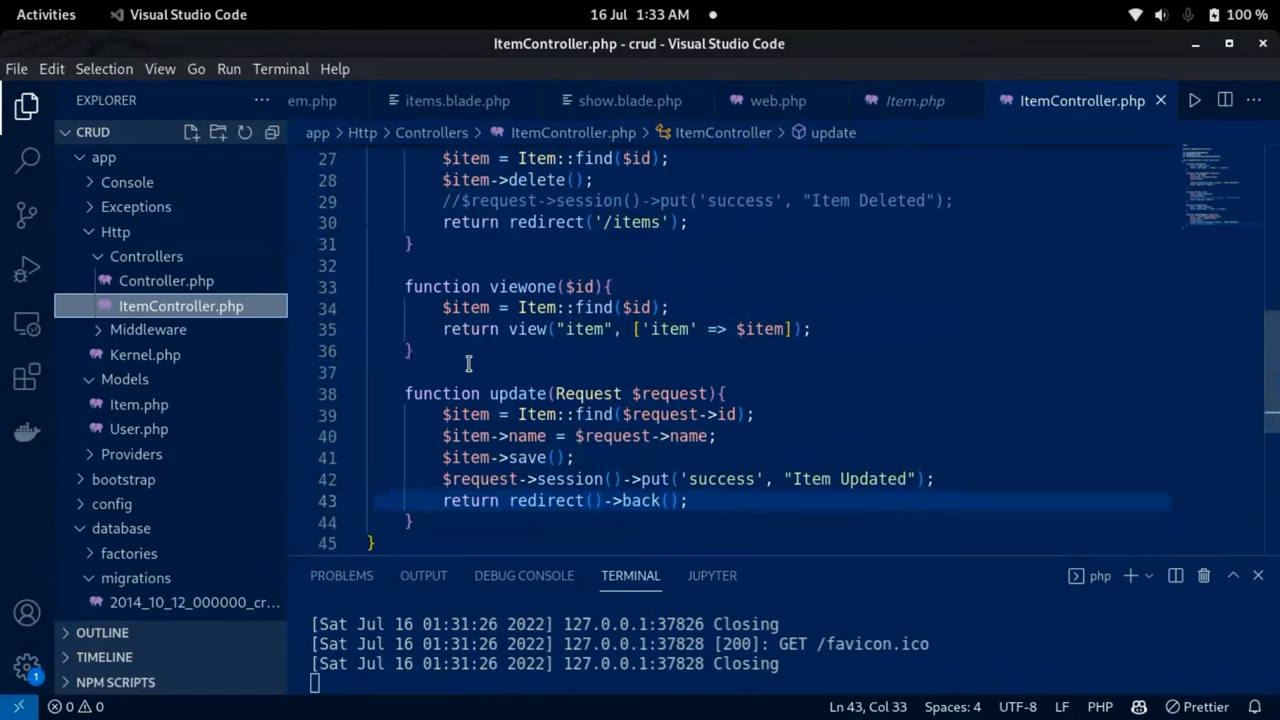 Activities Visual Studio Code 16 Jul 1:33 AM 100 %
ItemController.php - crud - Visual Studio Code
File Edit Selection View Go Run Terminal Help
EXPLORER
em.php items.blade.php show.blade.php web.php Item.php ItemController.php
CRUD
app > Http > Controllers > ItemController.php > ItemController > update
app
Console
Exceptions
Http
Controllers
Controller.php
ItemController.php
Middleware
Kernel.php
Models
Item.php
User.php
Providers
bootstrap
config
database
factories
migrations
2014_10_12_000000_cr...
OUTLINE
TIMELINE
NPM SCRIPTS
1
27 $item = Item::find($id);
28 $item->delete();
29 //$request->session()->put('success', "Item Deleted");
30 return redirect('/items');
31 }
32
33 function viewone($id){
34 $item = Item::find($id);
35 return view("item", ['item' => $item]);
36 }
37
38 function update(Request $request){
39 $item = Item::find($request->id);
40 $item->name = $request->name;
41 $item->save();
42 $request->session()->put('success', "Item Updated");
43 return redirect()->back();
44 }
45 }
PROBLEMS OUTPUT DEBUG CONSOLE TERMINAL JUPYTER php
[Sat Jul 16 01:31:26 2022] 127.0.0.1:37826 Closing
[Sat Jul 16 01:31:26 2022] 127.0.0.1:37828 [200]: GET /favicon.ico
[Sat Jul 16 01:31:26 2022] 127.0.0.1:37828 Closing
0 0 Ln 43, Col 33 Spaces: 4 UTF-8 LF PHP Prettier